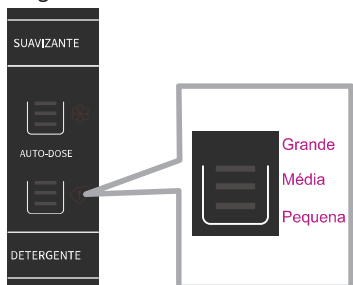 SUAVIZANTE
AUTO-DOSE
DETERGENTE
Grande
Média
Pequena